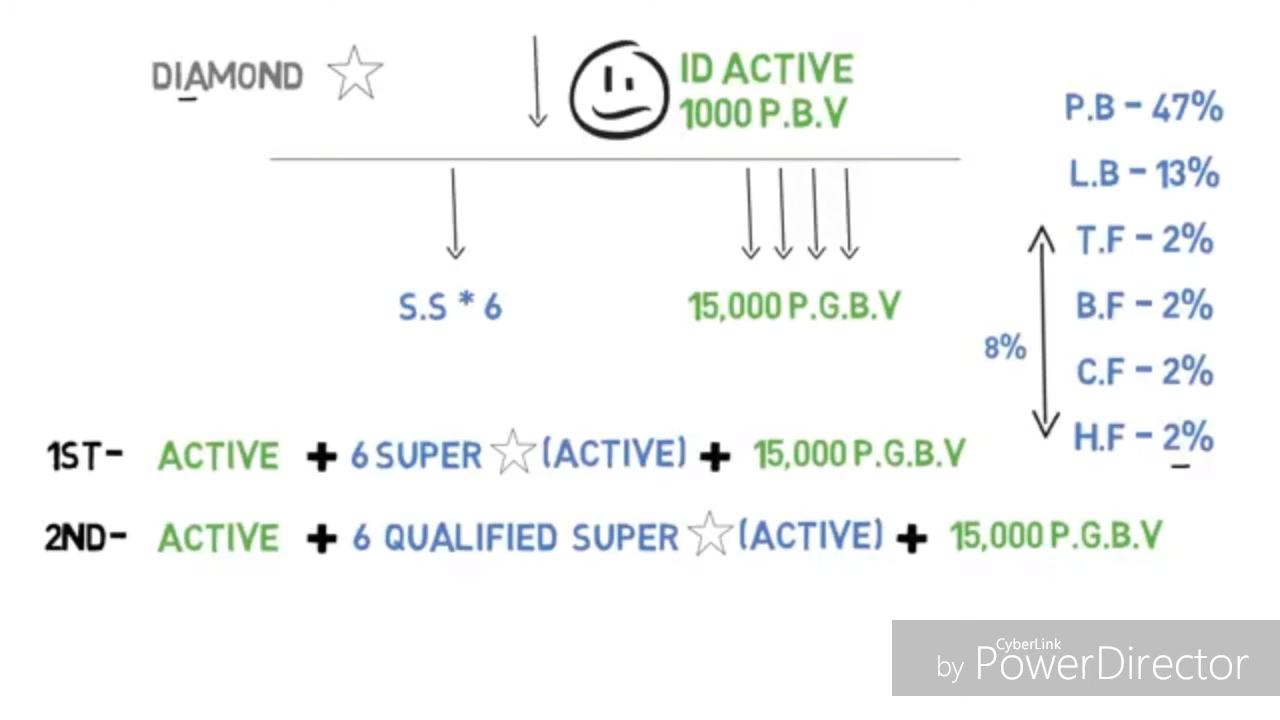 DIAMOND
ID ACTIVE
1000 P.B.V
S.S * 6
15,000 P.G.B.V
P.B - 47%
L.B - 13%
T.F - 2%
B.F - 2%
C.F - 2%
H.F - 2%
8%
1ST- ACTIVE + 6 SUPER (ACTIVE) + 15,000 P.G.B.V
2ND- ACTIVE + 6 QUALIFIED SUPER (ACTIVE) + 15,000 P.G.B.V
CyberLink
by PowerDirector